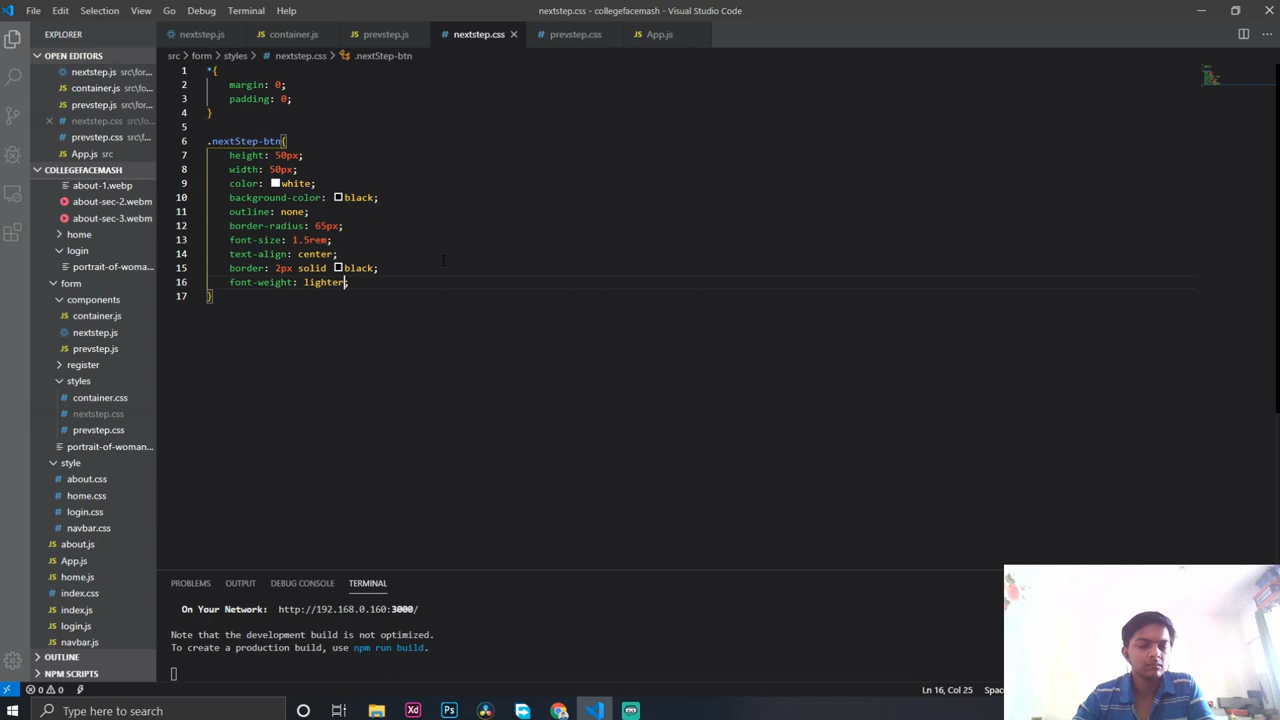 File Edit Selection View Go Debug Terminal Help
nextstep.css - collegefacemash - Visual Studio Code
EXPLORER
nextstep.js container.js prevstep.js nextstep.css prevstep.css App.js
OPEN EDITORS
nextstep.js src\for...
container.js src\fo...
prevstep.js src\for...
nextstep.css src\fo...
prevstep.css src\f...
App.js src
COLLEGEFACEMASH
about-1.webp
about-sec-2.webm
about-sec-3.webm
home
login
portrait-of-woma...
form
components
container.js
nextstep.js
prevstep.js
register
styles
container.css
nextstep.css
prevstep.css
portrait-of-woman...
style
about.css
home.css
login.css
navbar.css
about.js
App.js
home.js
index.css
index.js
login.js
navbar.js
OUTLINE
NPM SCRIPTS
src > form > styles > # nextstep.css > .nextStep-btn
1 *{
2 margin: 0;
3 padding: 0;
4 }
5
6 .nextStep-btn{
7 height: 50px;
8 width: 50px;
9 color: white;
10 background-color: black;
11 outline: none;
12 border-radius: 65px;
13 font-size: 1.5rem;
14 text-align: center;
15 border: 2px solid black;
16 font-weight: lighter;
17 }
PROBLEMS OUTPUT DEBUG CONSOLE TERMINAL
On Your Network: http://192.168.0.160:3000/
Note that the development build is not optimized.
To create a production build, use npm run build.
0 0 Ln 16, Col 25 Spac
Type here to search